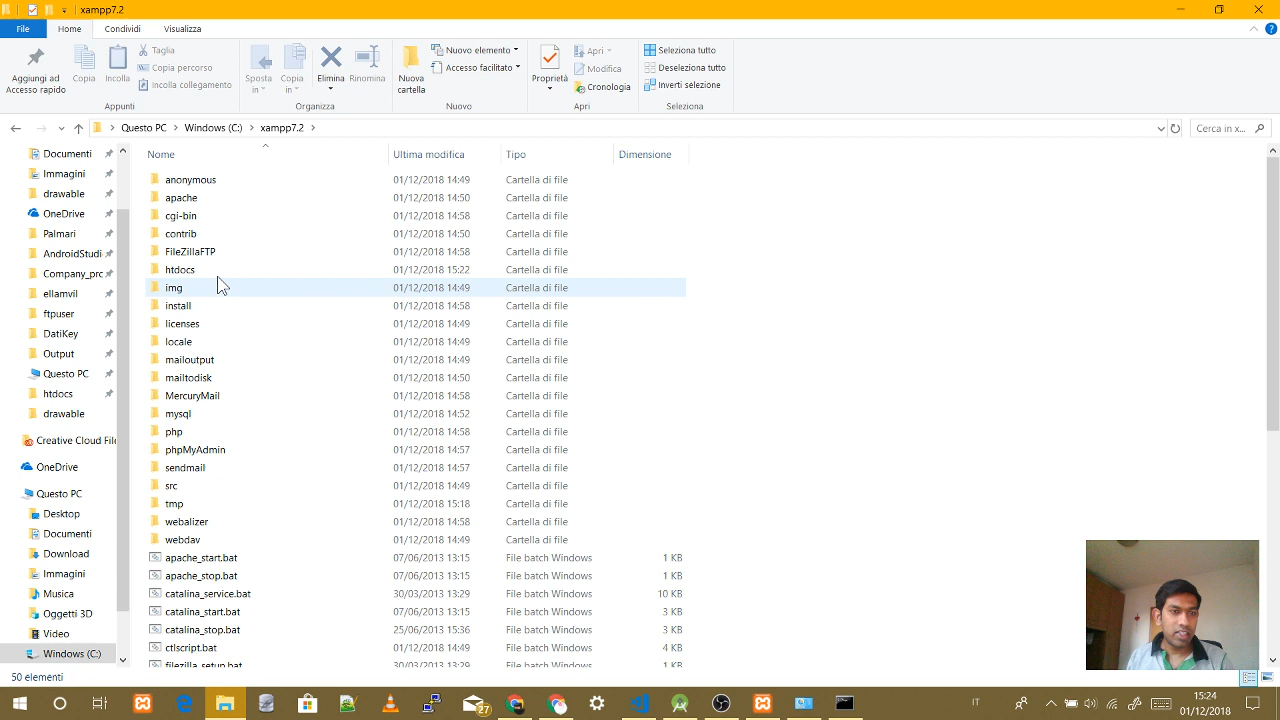 xampp7.2
File Home Condividi Visualizza
Aggiungi ad Accesso rapido
Copia
Incolla
Taglia
Copia percorso
Incolla collegamento
Appunti
Sposta in
Copia in
Elimina
Rinomina
Organizza
Nuova cartella
Nuovo elemento
Accesso facilitato
Nuovo
Proprietà
Apri
Modifica
Cronologia
Apri
Seleziona tutto
Deseleziona tutto
Inverti selezione
Seleziona
Questo PC Windows (C:) xampp7.2
Cerca in x...
Documenti
Immagini
drawable
OneDrive
Palmari
AndroidStudi
Company_prc
ellamvil
ftpuser
DatiKey
Output
Questo PC
htdocs
drawable
Creative Cloud Fil
OneDrive
Questo PC
Desktop
Documenti
Download
Immagini
Musica
Oggetti 3D
Video
Windows (C:)
Nome Ultima modifica Tipo Dimensione
anonymous 01/12/2018 14:49 Cartella di file
apache 01/12/2018 14:50 Cartella di file
cgi-bin 01/12/2018 14:58 Cartella di file
contrib 01/12/2018 14:50 Cartella di file
FileZillaFTP 01/12/2018 14:58 Cartella di file
htdocs 01/12/2018 15:22 Cartella di file
img 01/12/2018 14:49 Cartella di file
install 01/12/2018 14:58 Cartella di file
licenses 01/12/2018 14:49 Cartella di file
locale 01/12/2018 14:49 Cartella di file
mailoutput 01/12/2018 14:49 Cartella di file
mailtodisk 01/12/2018 14:50 Cartella di file
MercuryMail 01/12/2018 14:58 Cartella di file
mysql 01/12/2018 14:52 Cartella di file
php 01/12/2018 14:58 Cartella di file
phpMyAdmin 01/12/2018 14:57 Cartella di file
sendmail 01/12/2018 14:57 Cartella di file
src 01/12/2018 14:49 Cartella di file
tmp 01/12/2018 15:18 Cartella di file
webalizer 01/12/2018 14:58 Cartella di file
webdav 01/12/2018 14:49 Cartella di file
apache_start.bat 07/06/2013 13:15 File batch Windows 1 KB
apache_stop.bat 07/06/2013 13:15 File batch Windows 1 KB
catalina_service.bat 30/03/2013 13:29 File batch Windows 10 KB
catalina_start.bat 07/06/2013 13:15 File batch Windows 3 KB
catalina_stop.bat 25/06/2013 15:36 File batch Windows 3 KB
ctlscript.bat 01/12/2018 14:49 File batch Windows 4 KB
filezilla_setup.bat 30/03/2013 13:29 File batch Windows 1 KB
50 elementi
27
IT
15:24
01/12/2018